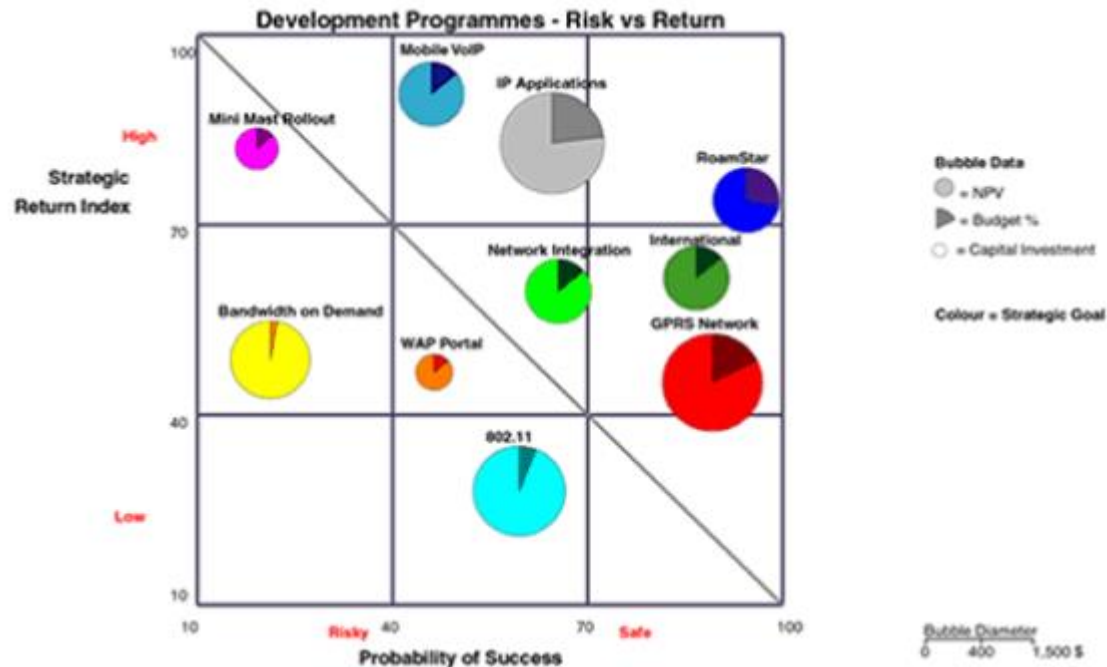 Development Programmes - Risk vs Return
100
Mobile VoIP
IP Applications
Mini Mast Rollout
High
RoamStar
Strategic
Return Index
Bubble Data
= NPV
= Budget %
= Capital Investment
70
Network Integration
International
Bandwidth on Demand
GPRS Network
Colour = Strategic Goal
WAP Portal
40
802.11
Low
10
10
Risky
40
70
Safe
100
Probability of Success
Bubble Diameter
0 400 1,500 $